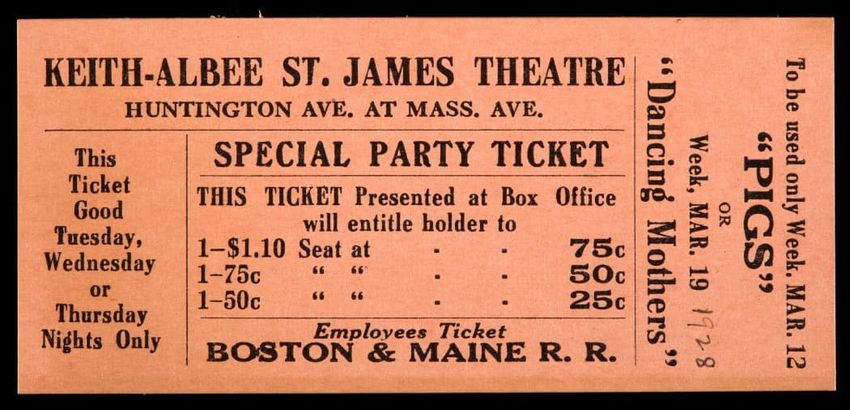 KEITH-ALBEE ST. JAMES THEATRE
HUNTINGTON AVE. AT MASS. AVE.
This
Ticket
Good
Tuesday,
Wednesday
or
Thursday
Nights Only
SPECIAL PARTY TICKET
THIS TICKET Presented at Box Office
will entitle holder to
1-$1.10 Seat at - - 75c
1-75c " " - - 50c
1-50c " " - - 25c
Employees Ticket
BOSTON & MAINE R. R.
To be used only Week, MAR. 12
"PIGS"
OR
Week, MAR. 19 1928
"Dancing Mothers"